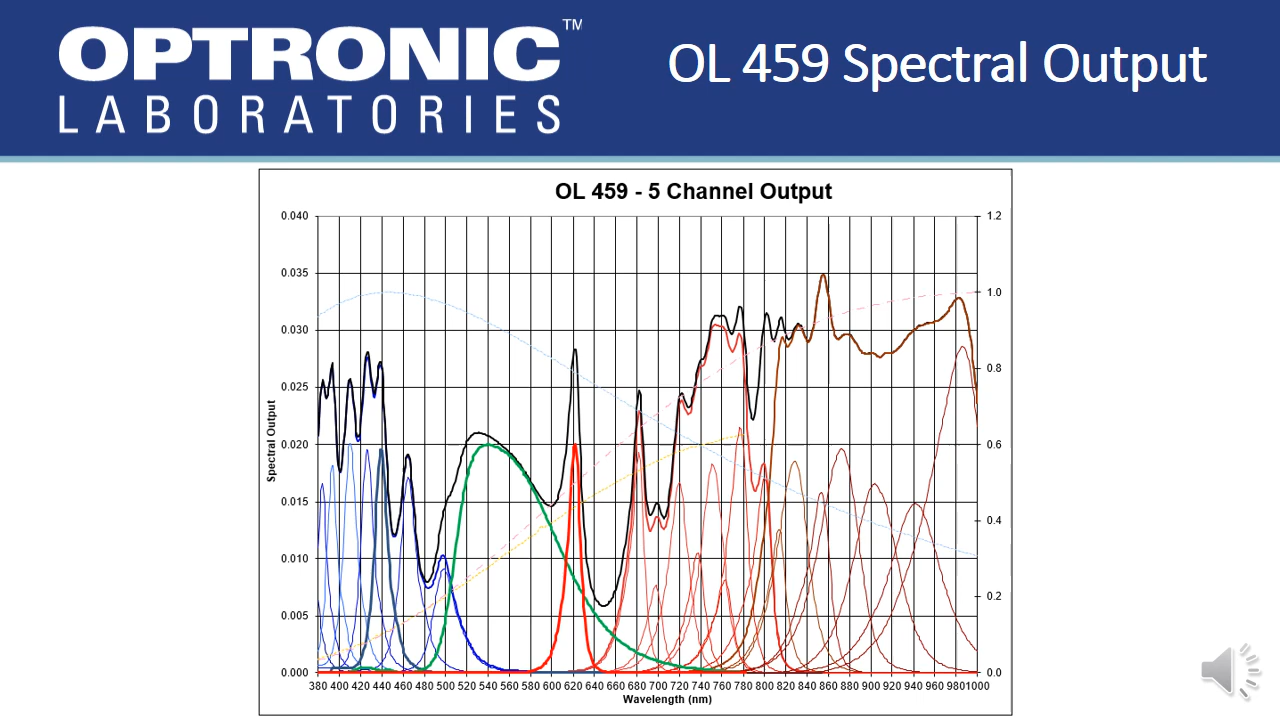 OPTRONIC™
LABORATORIES
OL 459 Spectral Output
OL 459 - 5 Channel Output
0.040
0.035
0.030
0.025
0.020
0.015
0.010
0.005
0.000
Spectral Output
1.2
1.0
0.8
0.6
0.4
0.2
0.0
380 400 420 440 460 480 500 520 540 560 580 600 620 640 660 680 700 720 740 760 780 800 820 840 860 880 900 920 940 960 980 1000
Wavelength (nm)